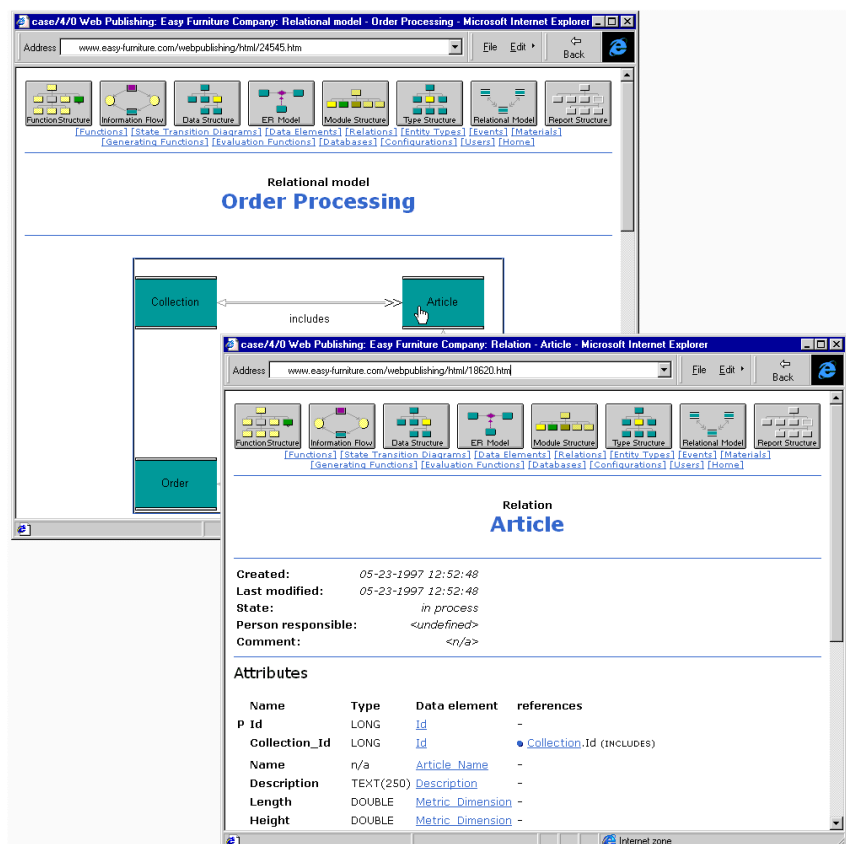 case/4/0 Web Publishing: Easy Furniture Company: Relational model - Order Processing - Microsoft Internet Explorer
Address www.easy-furniture.com/webpublishing/html/24545.htm File Edit Back
FunctionStructure Information Flow Data Structure ER Model Module Structure Type Structure Relational Model Report Structure
[Functions] [State Transition Diagrams] [Data Elements] [Relations] [Entity Types] [Events] [Materials]
[Generating Functions] [Evaluation Functions] [Databases] [Configurations] [Users] [Home]
Relational model
Order Processing
Collection Article
includes
Order
case/4/0 Web Publishing: Easy Furniture Company: Relation - Article - Microsoft Internet Explorer
Address www.easy-furniture.com/webpublishing/html/18620.htm File Edit Back
FunctionStructure Information Flow Data Structure ER Model Module Structure Type Structure Relational Model Report Structure
[Functions] [State Transition Diagrams] [Data Elements] [Relations] [Entity Types] [Events] [Materials]
[Generating Functions] [Evaluation Functions] [Databases] [Configurations] [Users] [Home]
Relation
Article
Created: 05-23-1997 12:52:48
Last modified: 05-23-1997 12:52:48
State: in process
Person responsible: <undefined>
Comment: <n/a>
Attributes
Name Type Data element references
P Id LONG Id -
Collection_Id LONG Id Collection.Id (INCLUDES)
Name n/a Article_Name -
Description TEXT(250) Description -
Length DOUBLE Metric_Dimension -
Height DOUBLE Metric_Dimension -
Internet zone